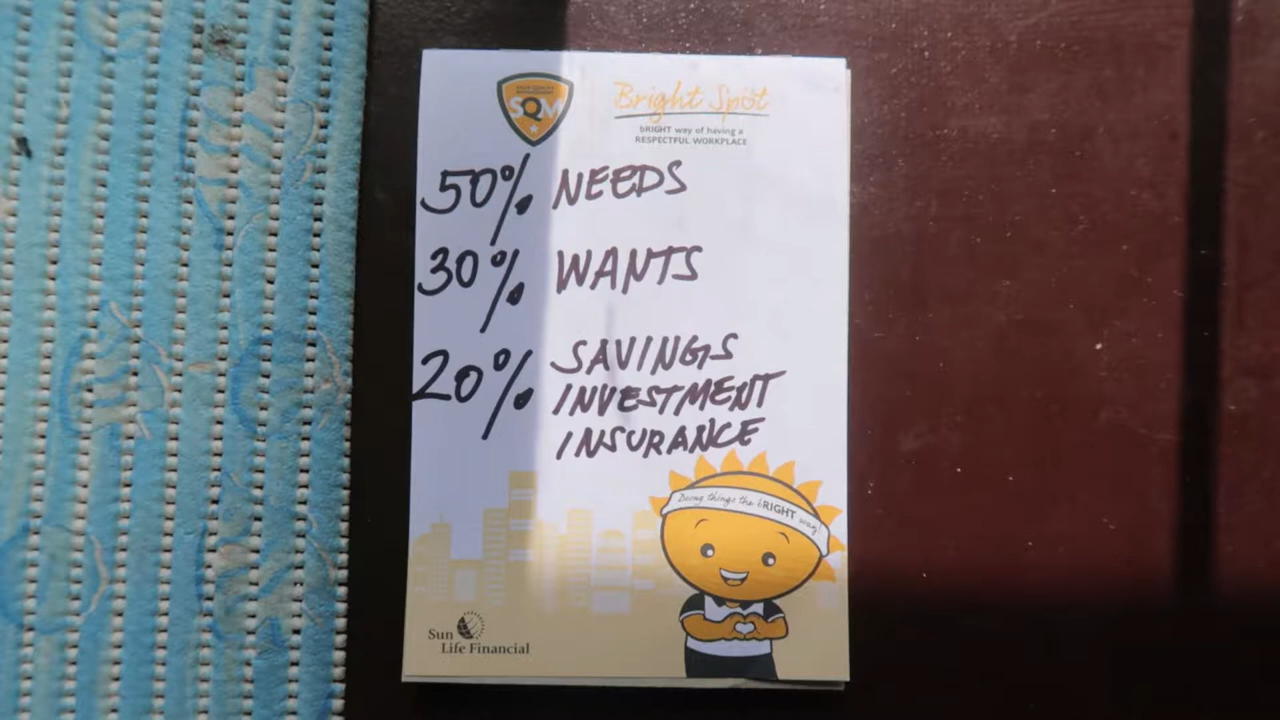 SQM
Bright Spot
bRIGHT way of having a
RESPECTFUL WORKPLACE
50% NEEDS
30% WANTS
20% SAVINGS
INVESTMENT
INSURANCE
Doing things the bRIGHT way!
Sun
Life Financial